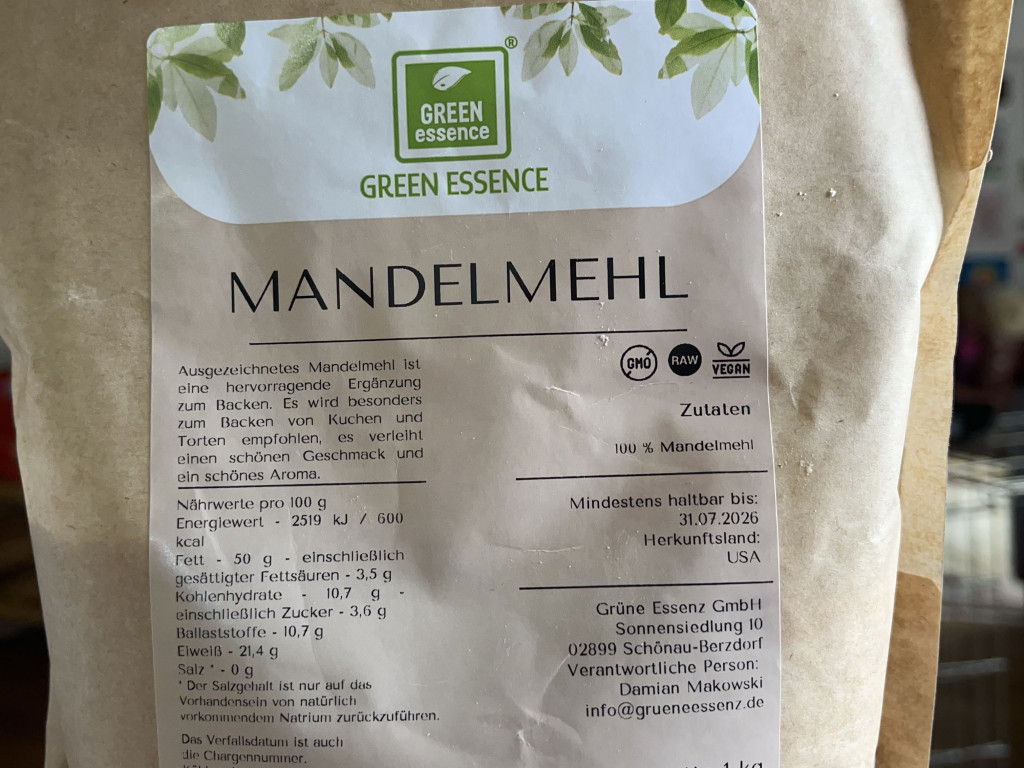 GREEN
essence
®
GREEN ESSENCE
MANDELMEHL
Ausgezeichnetes Mandelmehl ist
eine hervorragende Ergänzung
zum Backen. Es wird besonders
zum Backen von Kuchen und
Torten empfohlen, es verleiht
einen schönen Geschmack und
ein schönes Aroma.
Nährwerte pro 100 g
Energiewert - 2519 kJ / 600
kcal
Fett - 50 g - einschließlich
gesättigter Fettsäuren - 3,5 g
Kohlenhydrate - 10,7 g -
einschließlich Zucker - 3,6 g
Ballaststoffe - 10,7 g
Eiweiß - 21,4 g
Salz * - 0 g
* Der Salzgehalt ist nur auf das
Vorhandensein von natürlich
vorkommendem Natrium zurückzuführen.
Das Verfallsdatum ist auch
die Chargennummer.
GMO
RAW
VEGAN
Zutaten
100 % Mandelmehl
Mindestens haltbar bis:
31.07.2026
Herkunftsland:
USA
Grüne Essenz GmbH
Sonnensiedlung 10
02899 Schönau-Berzdorf
Verantwortliche Person:
Damian Makowski
info@grueneessenz.de
1 kg